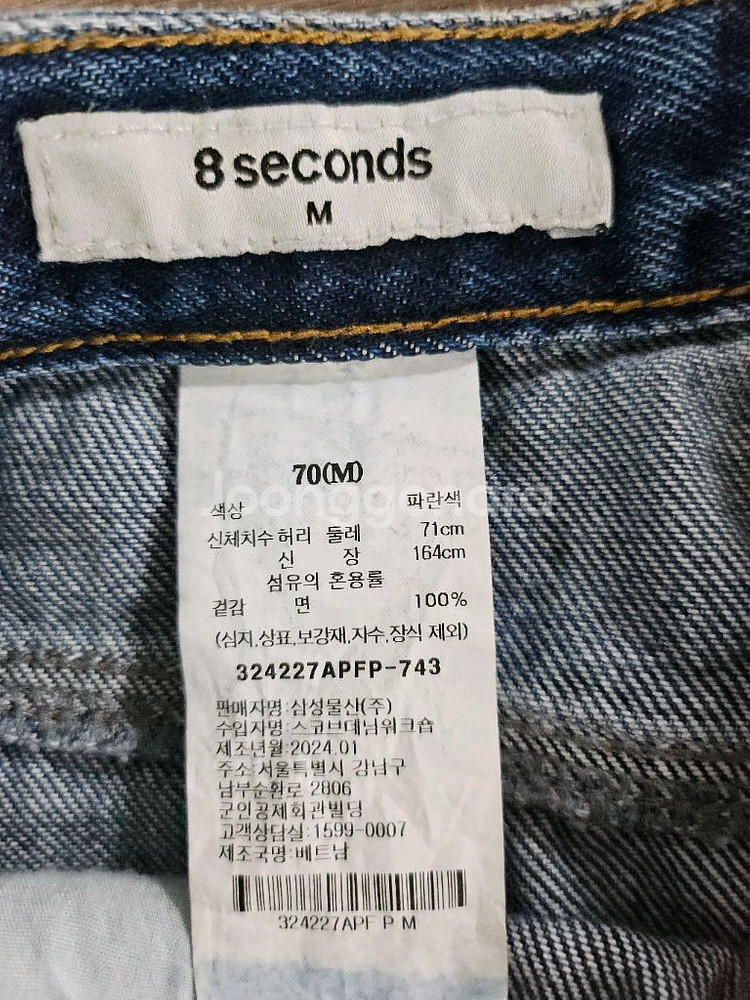 8 seconds
M
70(M)
Joonggonara
색상 파란색
신체치수 허리 둘레 71cm
신 장 164cm
섬유의 혼용률
겉감 면 100%
(심지,상표,보강재,자수,장식 제외)
324227APFP-743
판매자명:삼성물산(주)
수입자명:스코브데님워크숍
제조년월:2024.01
주소:서울특별시 강남구
남부순환로 2806
군인공제회관빌딩
고객상담실:1599-0007
제조국명:베트남
324227APF P M